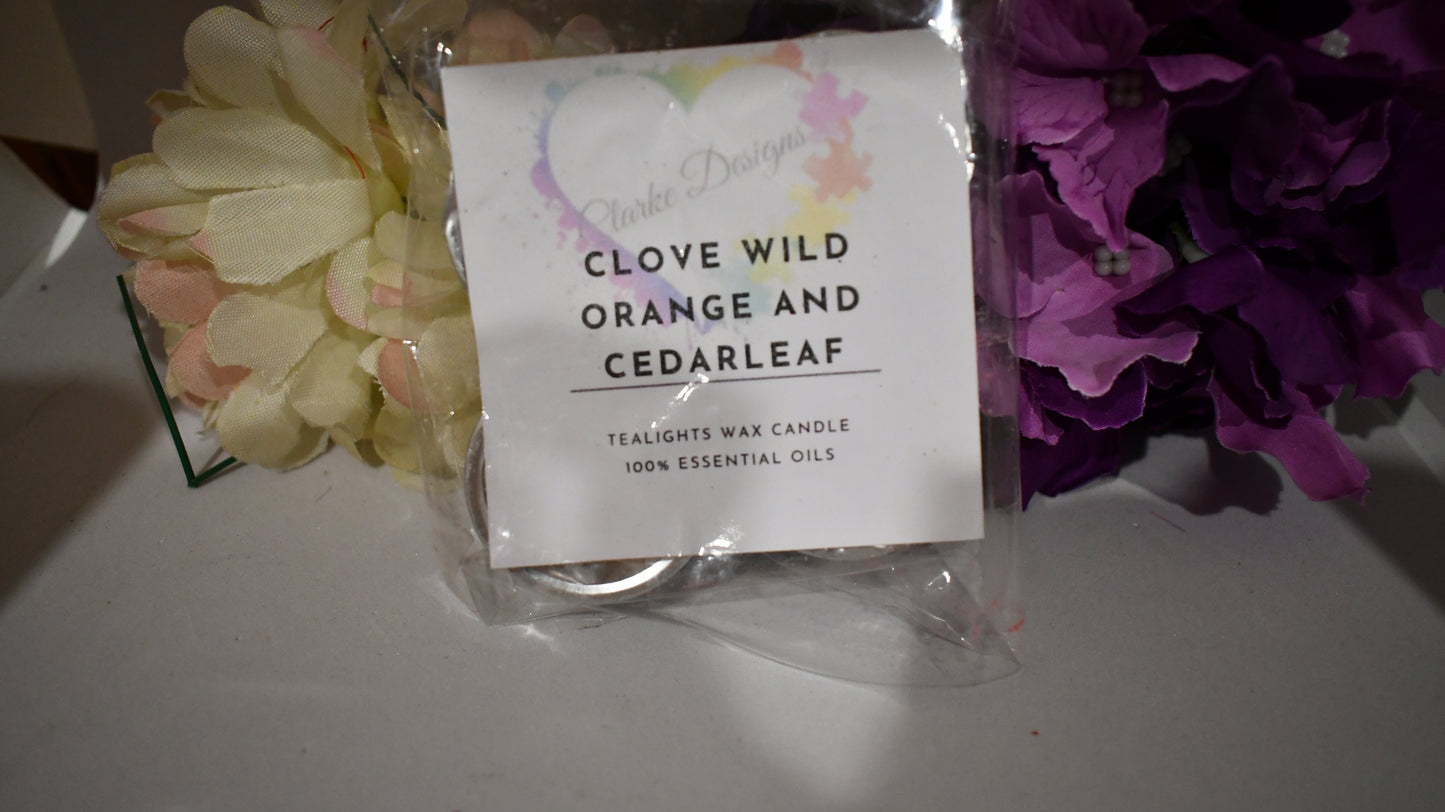 Clarke Designs
CLOVE WILD
ORANGE AND
CEDARLEAF
TEALIGHTS WAX CANDLE
100% ESSENTIAL OILS